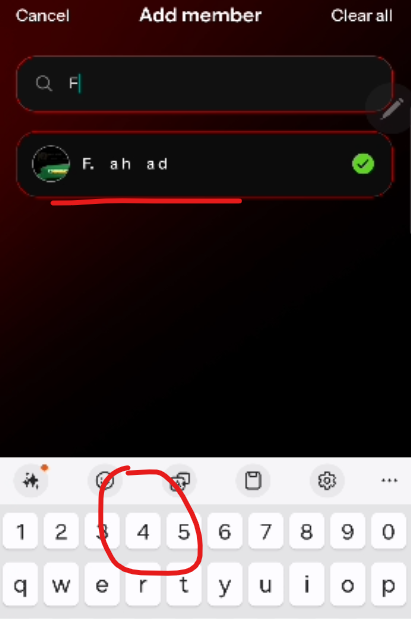 Cancel Add member Clear all
F
F. ah ad
1 2 3 4 5 6 7 8 9 0
q w e r t y u i o p